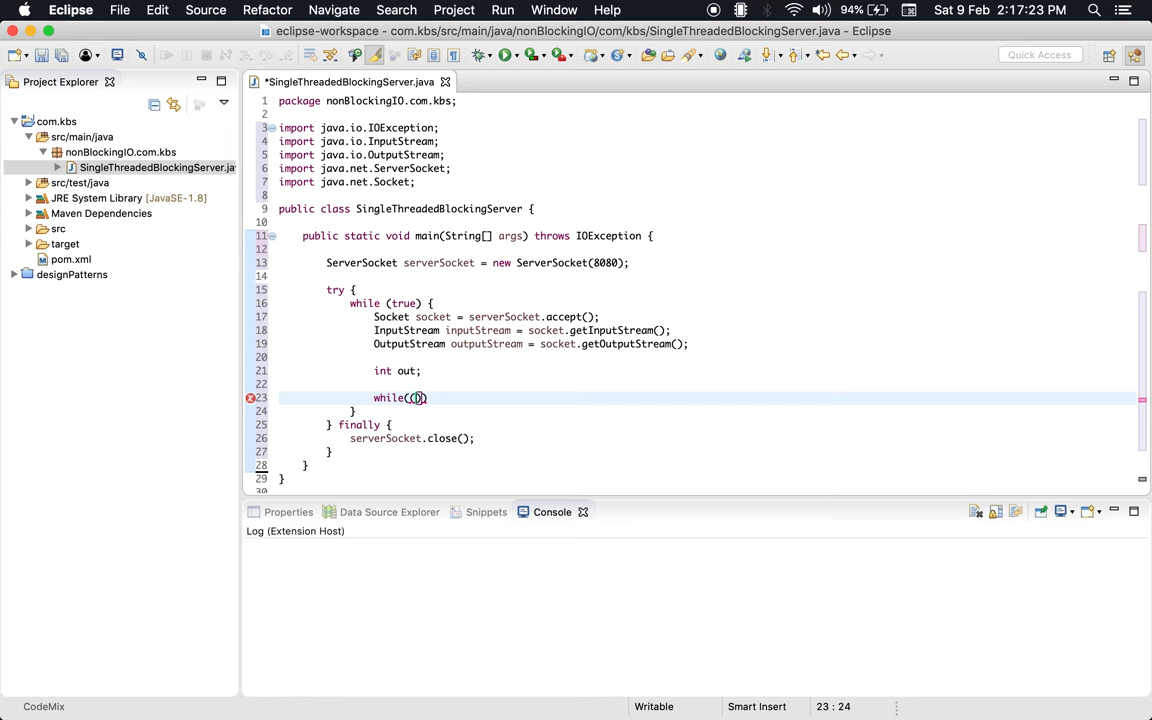 Eclipse File Edit Source Refactor Navigate Search Project Run Window Help 94% Sat 9 Feb 2:17:23 PM
eclipse-workspace - com.kbs/src/main/java/nonBlockingIO/com/kbs/SingleThreadedBlockingServer.java - Eclipse
Quick Access
Project Explorer
com.kbs
src/main/java
nonBlockingIO.com.kbs
SingleThreadedBlockingServer.ja
src/test/java
JRE System Library [JavaSE-1.8]
Maven Dependencies
src
target
pom.xml
designPatterns
*SingleThreadedBlockingServer.java
1 package nonBlockingIO.com.kbs;
2
3 import java.io.IOException;
4 import java.io.InputStream;
5 import java.io.OutputStream;
6 import java.net.ServerSocket;
7 import java.net.Socket;
8
9 public class SingleThreadedBlockingServer {
10
11 public static void main(String[] args) throws IOException {
12
13 ServerSocket serverSocket = new ServerSocket(8080);
14
15 try {
16 while (true) {
17 Socket socket = serverSocket.accept();
18 InputStream inputStream = socket.getInputStream();
19 OutputStream outputStream = socket.getOutputStream();
20
21 int out;
22
23 while(())
24 }
25 } finally {
26 serverSocket.close();
27 }
28 }
29 }
30
Properties Data Source Explorer Snippets Console
Log (Extension Host)
CodeMix Writable Smart Insert 23 : 24